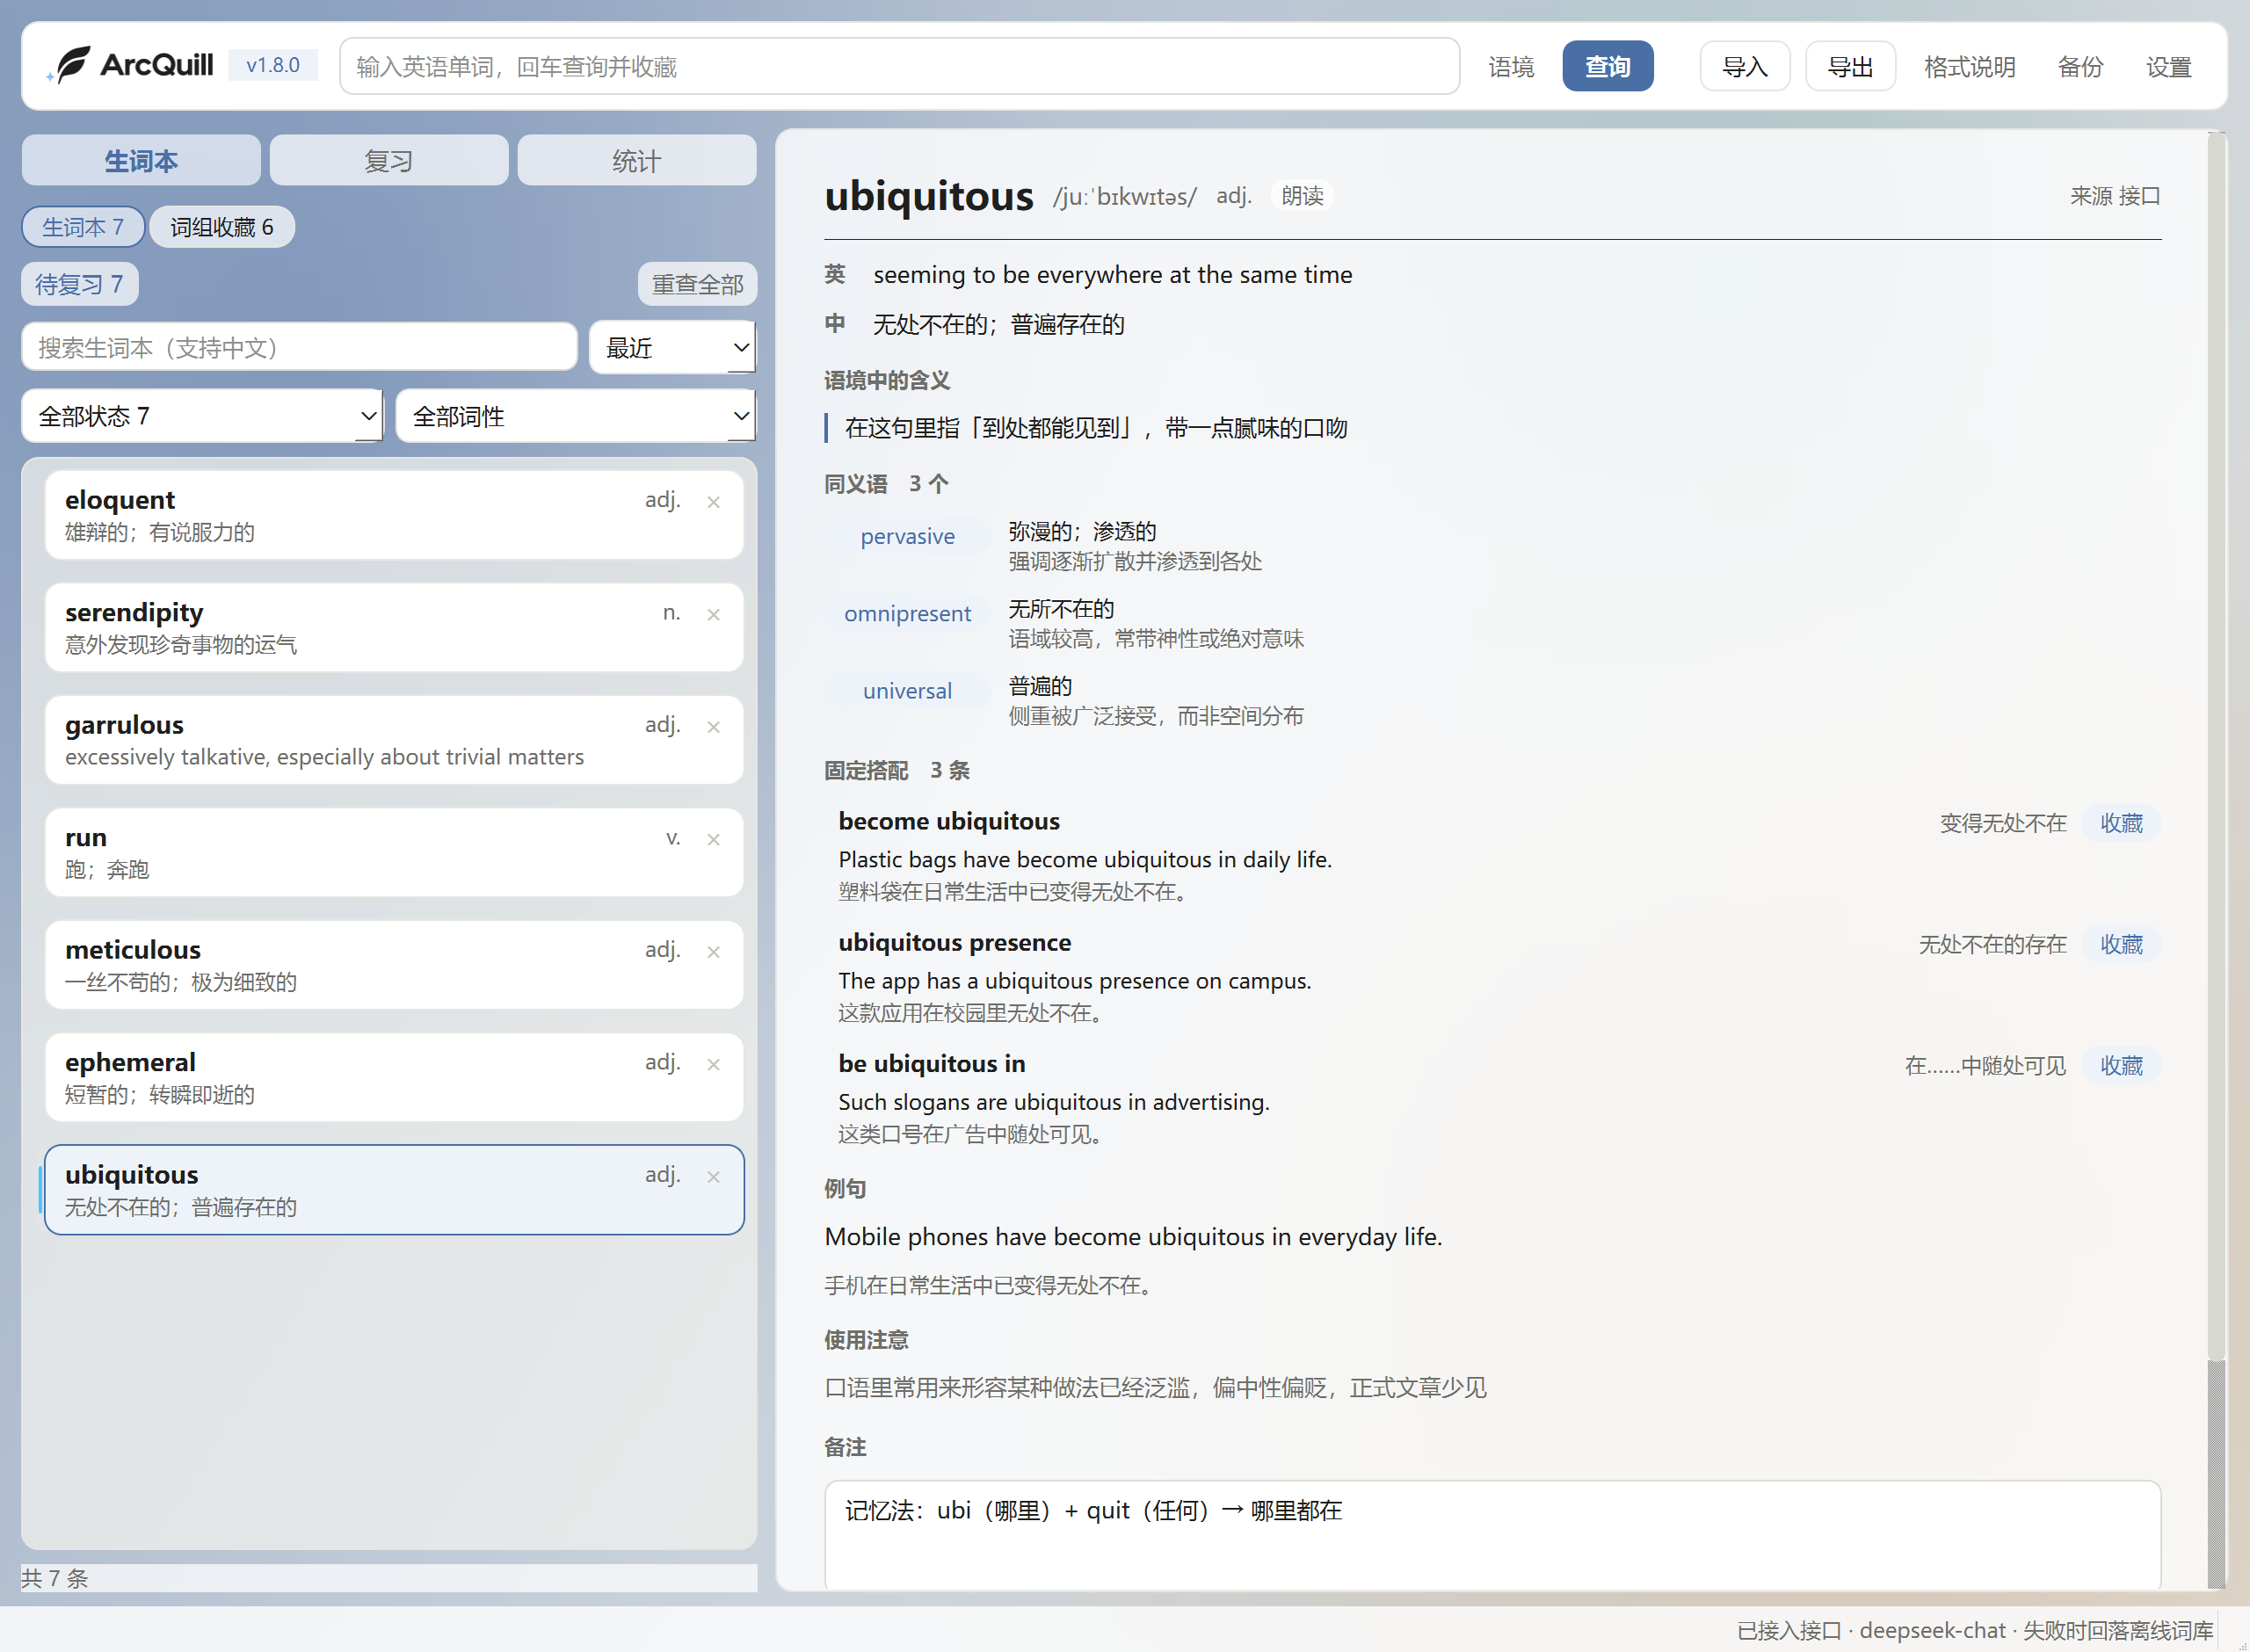 ArcQuill v1.8.0 输入英语单词，回车查询并收藏 语境 查询 导入 导出 格式说明 备份 设置
生词本 复习 统计
生词本 7 词组收藏 6
待复习 7 重查全部
搜索生词本（支持中文） 最近
全部状态 7 全部词性
eloquent adj. ×
雄辩的；有说服力的
serendipity n. ×
意外发现珍奇事物的运气
garrulous adj. ×
excessively talkative, especially about trivial matters
run v. ×
跑；奔跑
meticulous adj. ×
一丝不苟的；极为细致的
ephemeral adj. ×
短暂的；转瞬即逝的
ubiquitous adj. ×
无处不在的；普遍存在的
共 7 条
ubiquitous /juːˈbɪkwɪtəs/ adj. 朗读 来源 接口
英 seeming to be everywhere at the same time
中 无处不在的；普遍存在的
语境中的含义
在这句里指「到处都能见到」，带一点腻味的口吻
同义语 3 个
pervasive 弥漫的；渗透的
强调逐渐扩散并渗透到各处
omnipresent 无所不在的
语域较高，常带神性或绝对意味
universal 普遍的
侧重被广泛接受，而非空间分布
固定搭配 3 条
become ubiquitous 变得无处不在 收藏
Plastic bags have become ubiquitous in daily life.
塑料袋在日常生活中已变得无处不在。
ubiquitous presence 无处不在的存在 收藏
The app has a ubiquitous presence on campus.
这款应用在校园里无处不在。
be ubiquitous in 在……中随处可见 收藏
Such slogans are ubiquitous in advertising.
这类口号在广告中随处可见。
例句
Mobile phones have become ubiquitous in everyday life.
手机在日常生活中已变得无处不在。
使用注意
口语里常用来形容某种做法已经泛滥，偏中性偏贬，正式文章少见
备注
记忆法：ubi（哪里）+ quit（任何）→ 哪里都在
已接入接口 · deepseek-chat · 失败时回落离线词库